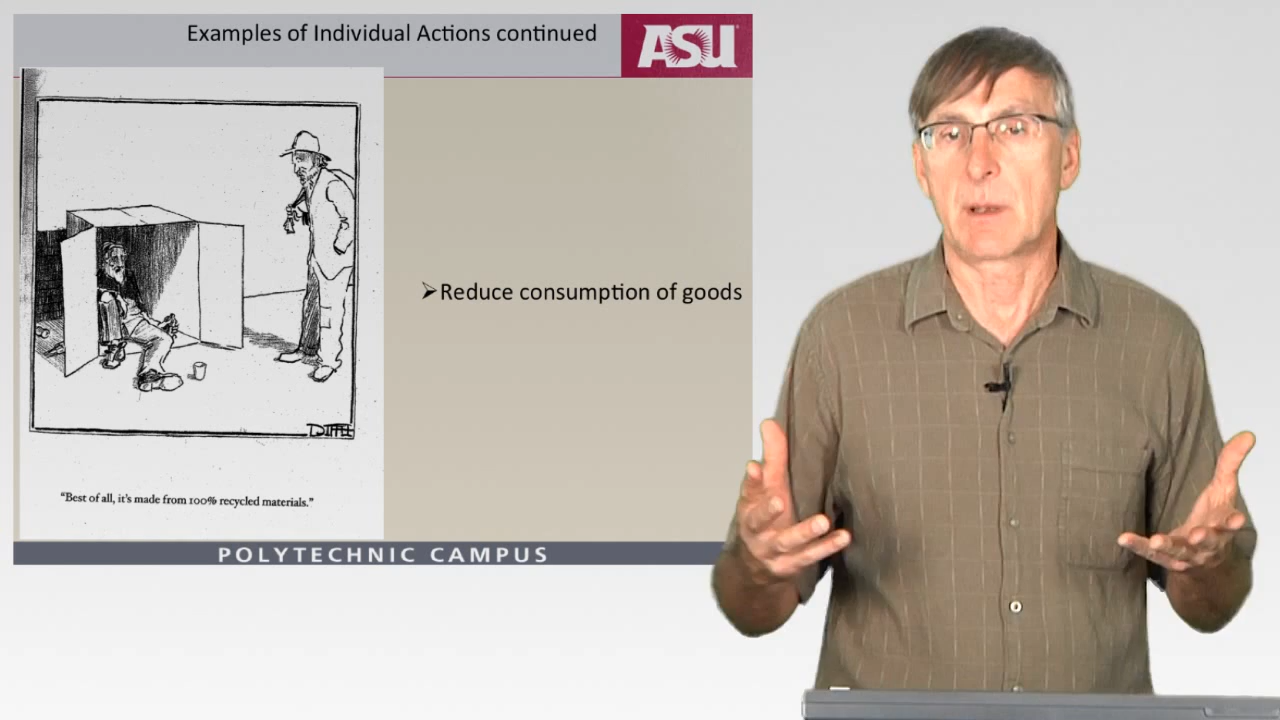 Examples of Individual Actions continued
ASU
➢Reduce consumption of goods
“Best of all, it's made from 100% recycled materials.”
POLYTECHNIC CAMPUS